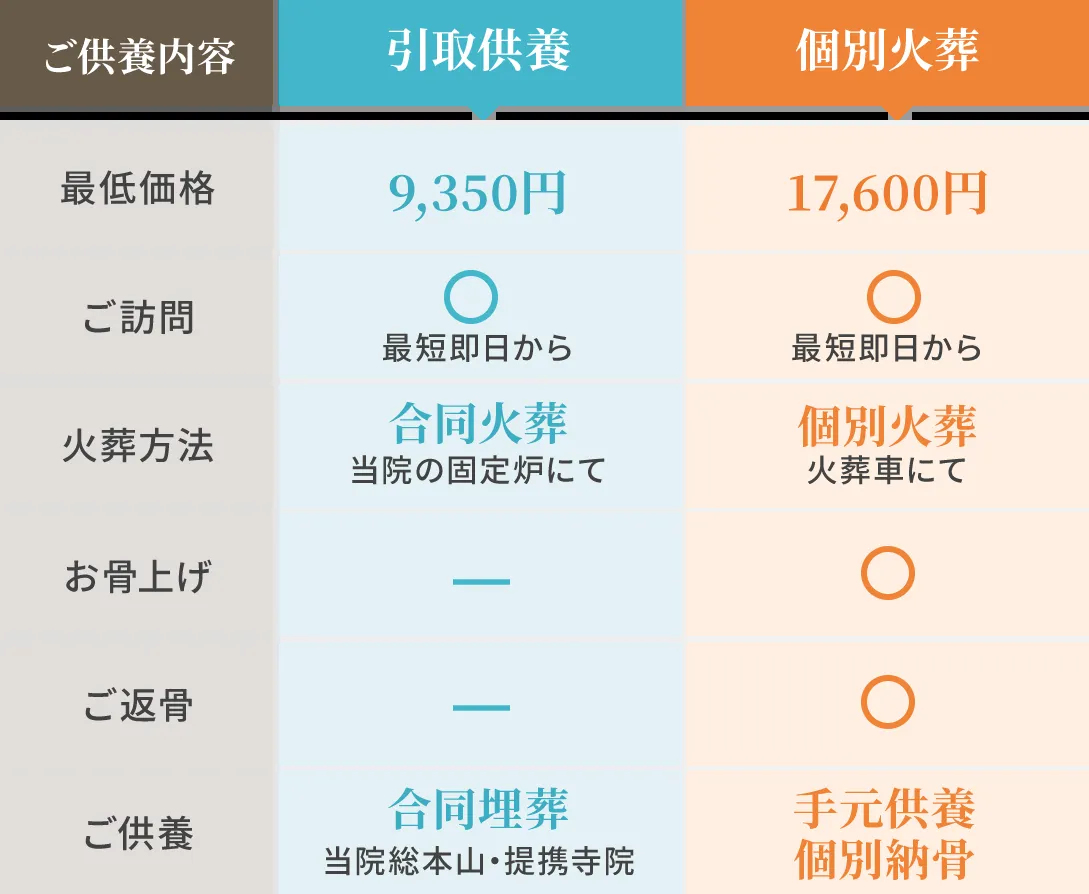 ご供養内容 引取供養 個別火葬
最低価格 9,350円 17,600円
ご訪問 ○ ○
最短即日から 最短即日から
火葬方法 合同火葬 個別火葬
当院の固定炉にて 火葬車にて
お骨上げ — ○
ご返骨 — ○
ご供養 合同埋葬 手元供養
当院総本山・提携寺院 個別納骨